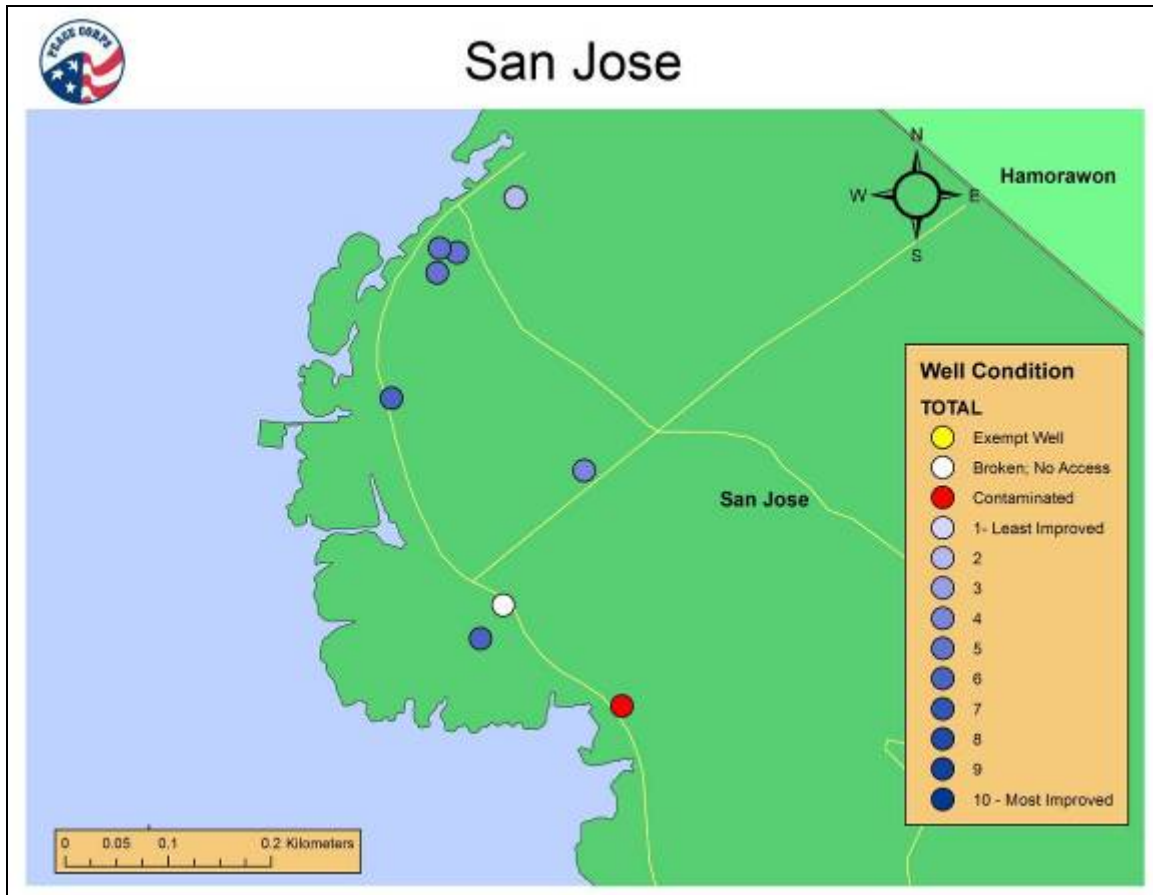 PEACE CORPS
San Jose
N
W E
S
Hamorawon
San Jose
Well Condition
TOTAL
Exempt Well
Broken; No Access
Contaminated
1- Least Improved
2
3
4
5
6
7
8
9
10 - Most Improved
0 0.05 0.1 0.2 Kilometers